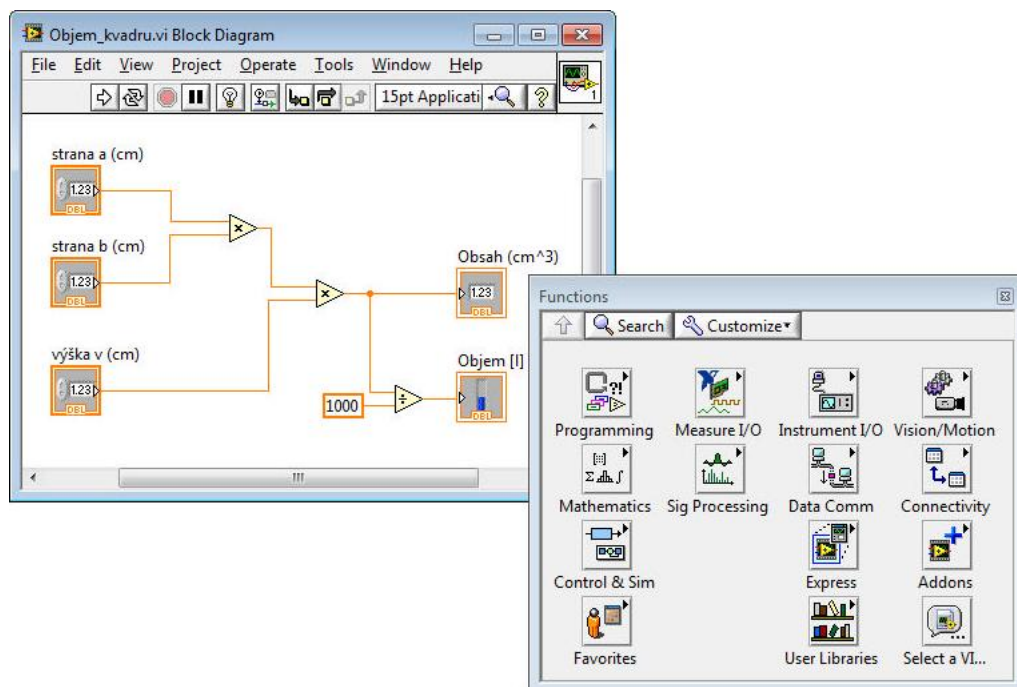 Objem_kvadru.vi Block Diagram
File Edit View Project Operate Tools Window Help
15pt Applicati
1
strana a (cm)
1.23
DBL
strana b (cm)
1.23
DBL
výška v (cm)
1.23
DBL
×
×
÷
1000
Obsah (cm^3)
1.23
DBL
Objem [l]
DBL
Functions
Search Customize
Programming Measure I/O Instrument I/O Vision/Motion
Mathematics Sig Processing Data Comm Connectivity
Control & Sim Express Addons
Favorites User Libraries Select a VI...